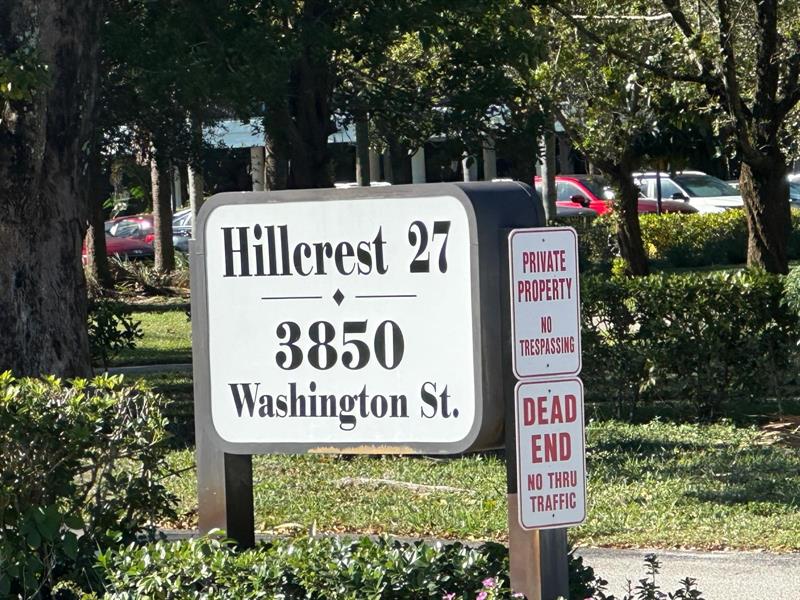 Hillcrest 27
3850
Washington St.
PRIVATE
PROPERTY
NO
TRESPASSING
DEAD
END
NO THRU
TRAFFIC